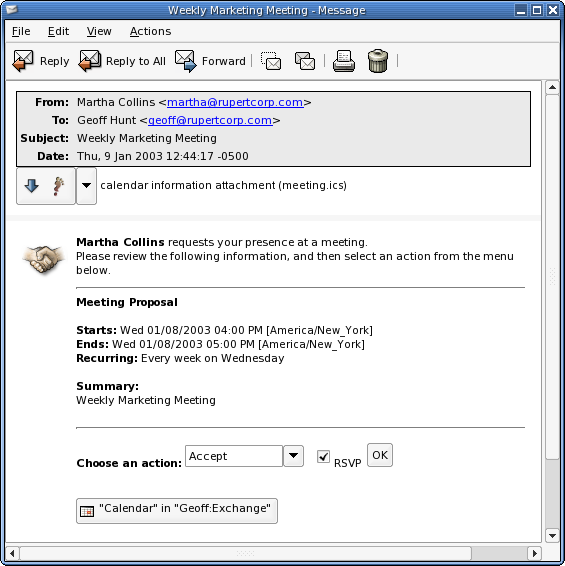 Weekly Marketing Meeting - Message
File Edit View Actions
Reply Reply to All Forward
From: Martha Collins <martha@rupertcorp.com>
To: Geoff Hunt <geoff@rupertcorp.com>
Subject: Weekly Marketing Meeting
Date: Thu, 9 Jan 2003 12:44:17 -0500
calendar information attachment (meeting.ics)
Martha Collins requests your presence at a meeting.
Please review the following information, and then select an action from the menu
below.
Meeting Proposal
Starts: Wed 01/08/2003 04:00 PM [America/New_York]
Ends: Wed 01/08/2003 05:00 PM [America/New_York]
Recurring: Every week on Wednesday
Summary:
Weekly Marketing Meeting
Choose an action: Accept RSVP OK
"Calendar" in "Geoff:Exchange"